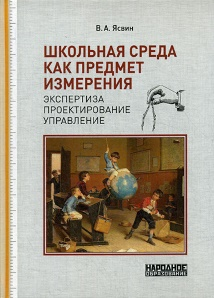 В. А. Ясвин
ШКОЛЬНАЯ СРЕДА
КАК ПРЕДМЕТ
ИЗМЕРЕНИЯ
ЭКСПЕРТИЗА
ПРОЕКТИРОВАНИЕ
УПРАВЛЕНИЕ
НАРОДНОЕ
ОБРАЗОВАНИЕ